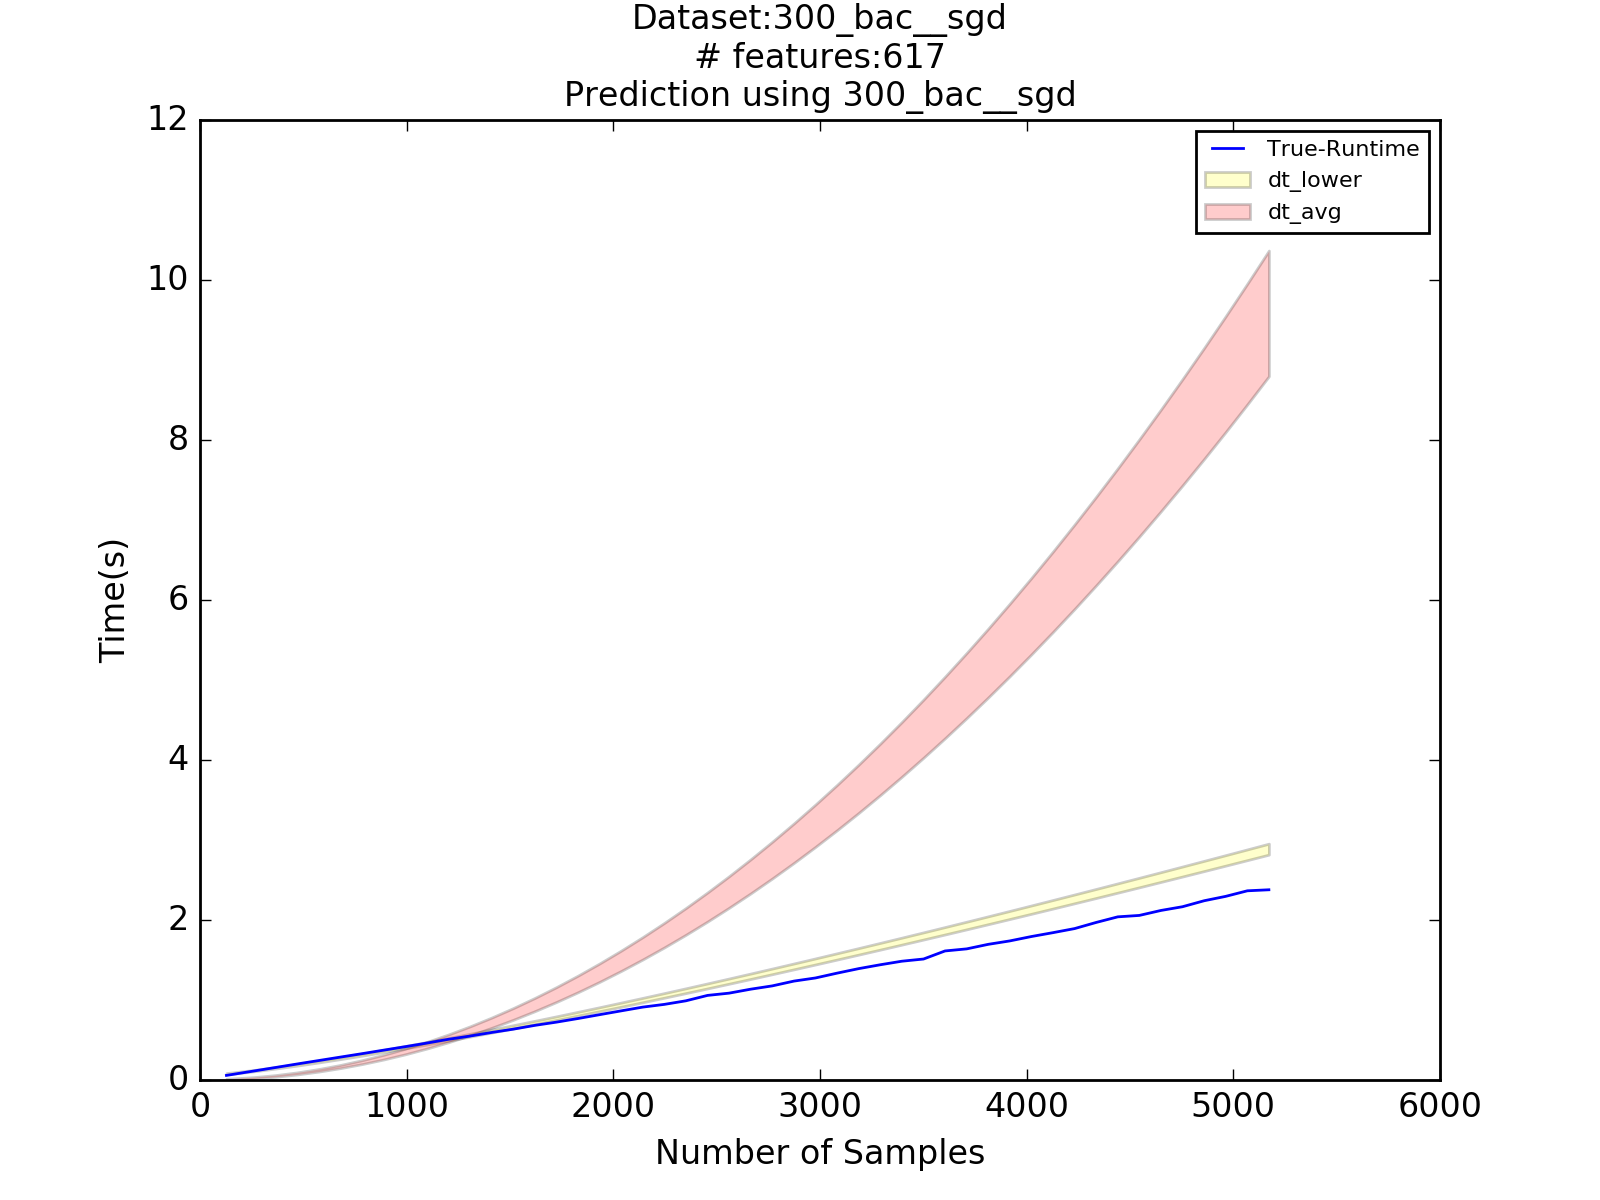 Dataset:300_bac__sgd
# features:617
Prediction using 300_bac__sgd
12
10
8
6
4
2
0
Time(s)
True-Runtime
dt_lower
dt_avg
0 1000 2000 3000 4000 5000 6000
Number of Samples